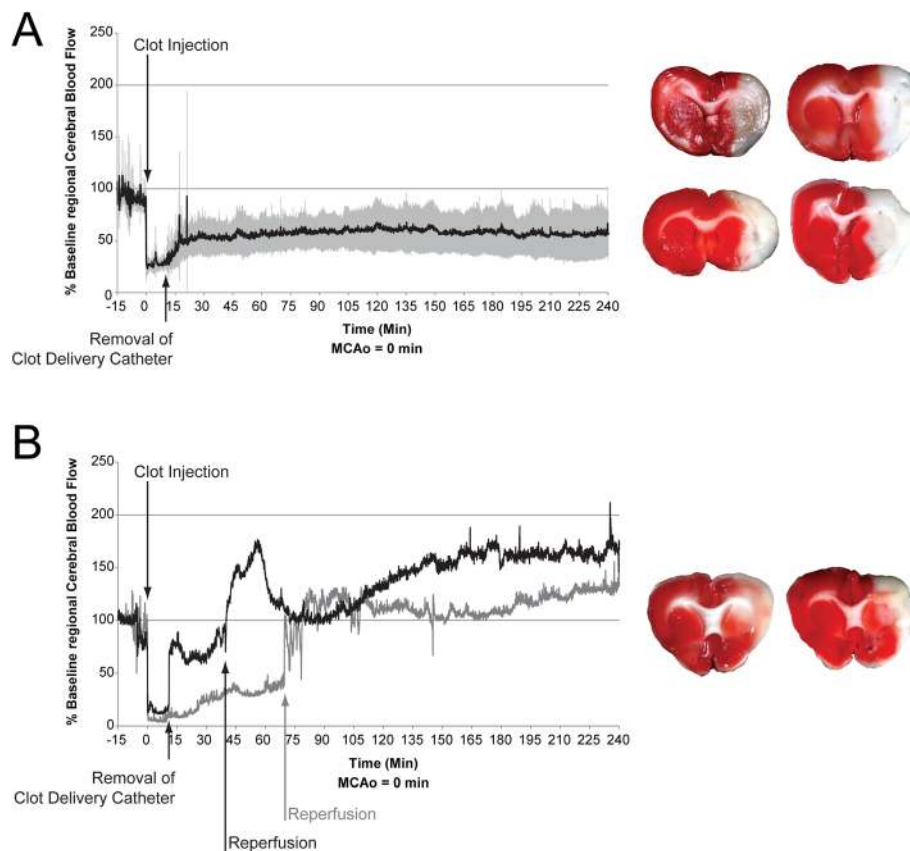 A
% Baseline regional Cerebral Blood Flow
250
200
150
100
50
0
Clot Injection
-15 0 15 30 45 60 75 90 105 120 135 150 165 180 195 210 225 240
Time (Min)
MCAo = 0 min
Removal of
Clot Delivery Catheter
B
% Baseline regional Cerebral Blood Flow
250
200
150
100
50
0
Clot Injection
-15 0 15 30 45 60 75 90 105 120 135 150 165 180 195 210 225 240
Time (Min)
MCAo = 0 min
Removal of
Clot Delivery Catheter
Reperfusion
Reperfusion